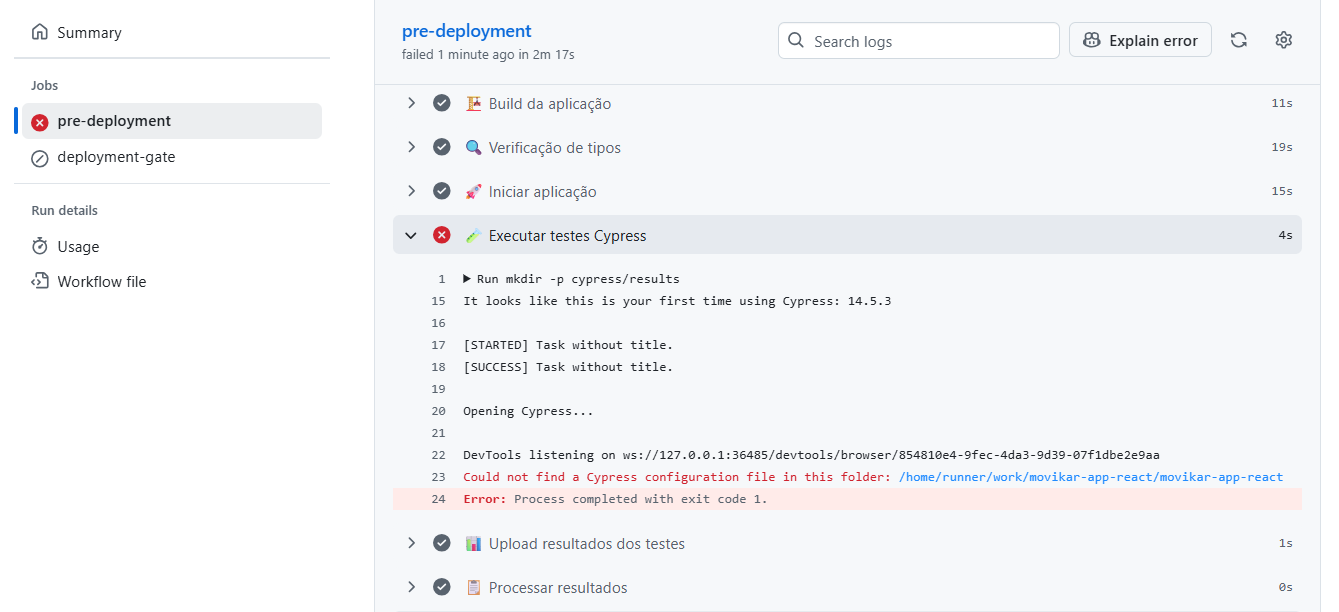 Summary
Jobs
pre-deployment
deployment-gate
Run details
Usage
Workflow file
pre-deployment
failed 1 minute ago in 2m 17s
Search logs
Explain error
Build da aplicação 11s
Verificação de tipos 19s
Iniciar aplicação 15s
Executar testes Cypress 4s
1 Run mkdir -p cypress/results
15 It looks like this is your first time using Cypress: 14.5.3
16
17 [STARTED] Task without title.
18 [SUCCESS] Task without title.
19
20 Opening Cypress...
21
22 DevTools listening on ws://127.0.0.1:36485/devtools/browser/854810e4-9fec-4da3-9d39-07f1dbe2e9aa
23 Could not find a Cypress configuration file in this folder: /home/runner/work/movikar-app-react/movikar-app-react
24 Error: Process completed with exit code 1.
Upload resultados dos testes 1s
Processar resultados 0s